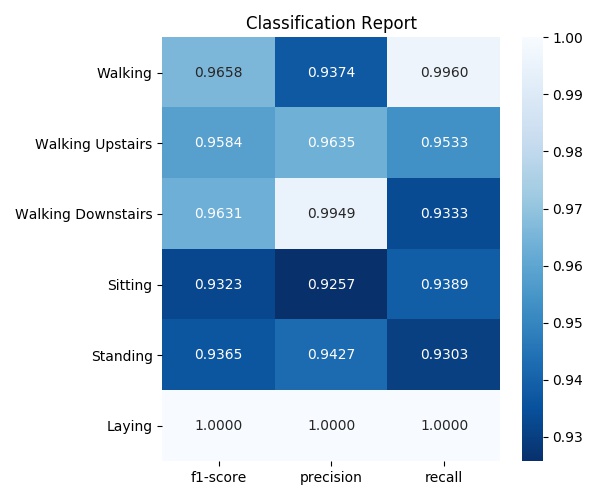 Classification Report
Walking 0.9658 0.9374 0.9960
Walking Upstairs 0.9584 0.9635 0.9533
Walking Downstairs 0.9631 0.9949 0.9333
Sitting 0.9323 0.9257 0.9389
Standing 0.9365 0.9427 0.9303
Laying 1.0000 1.0000 1.0000
f1-score precision recall
1.00
0.99
0.98
0.97
0.96
0.95
0.94
0.93